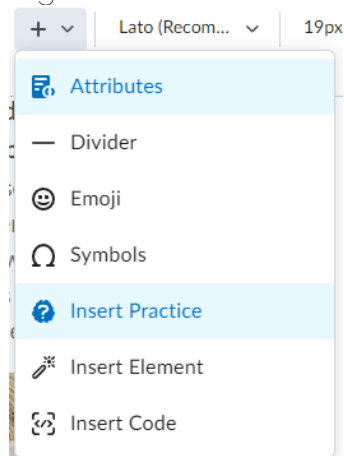 Lato (Recom... 19px
Attributes
Divider
Emoji
Symbols
Insert Practice
Insert Element
Insert Code